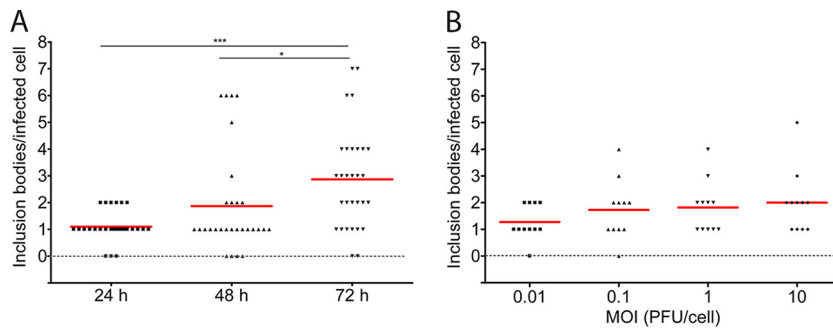 A
Inclusion bodies/infected cell
8
7
6
5
4
3
2
1
0
***
*
24 h 48 h 72 h
B
Inclusion bodies/infected cell
8
7
6
5
4
3
2
1
0
0.01 0.1 1 10
MOI (PFU/cell)